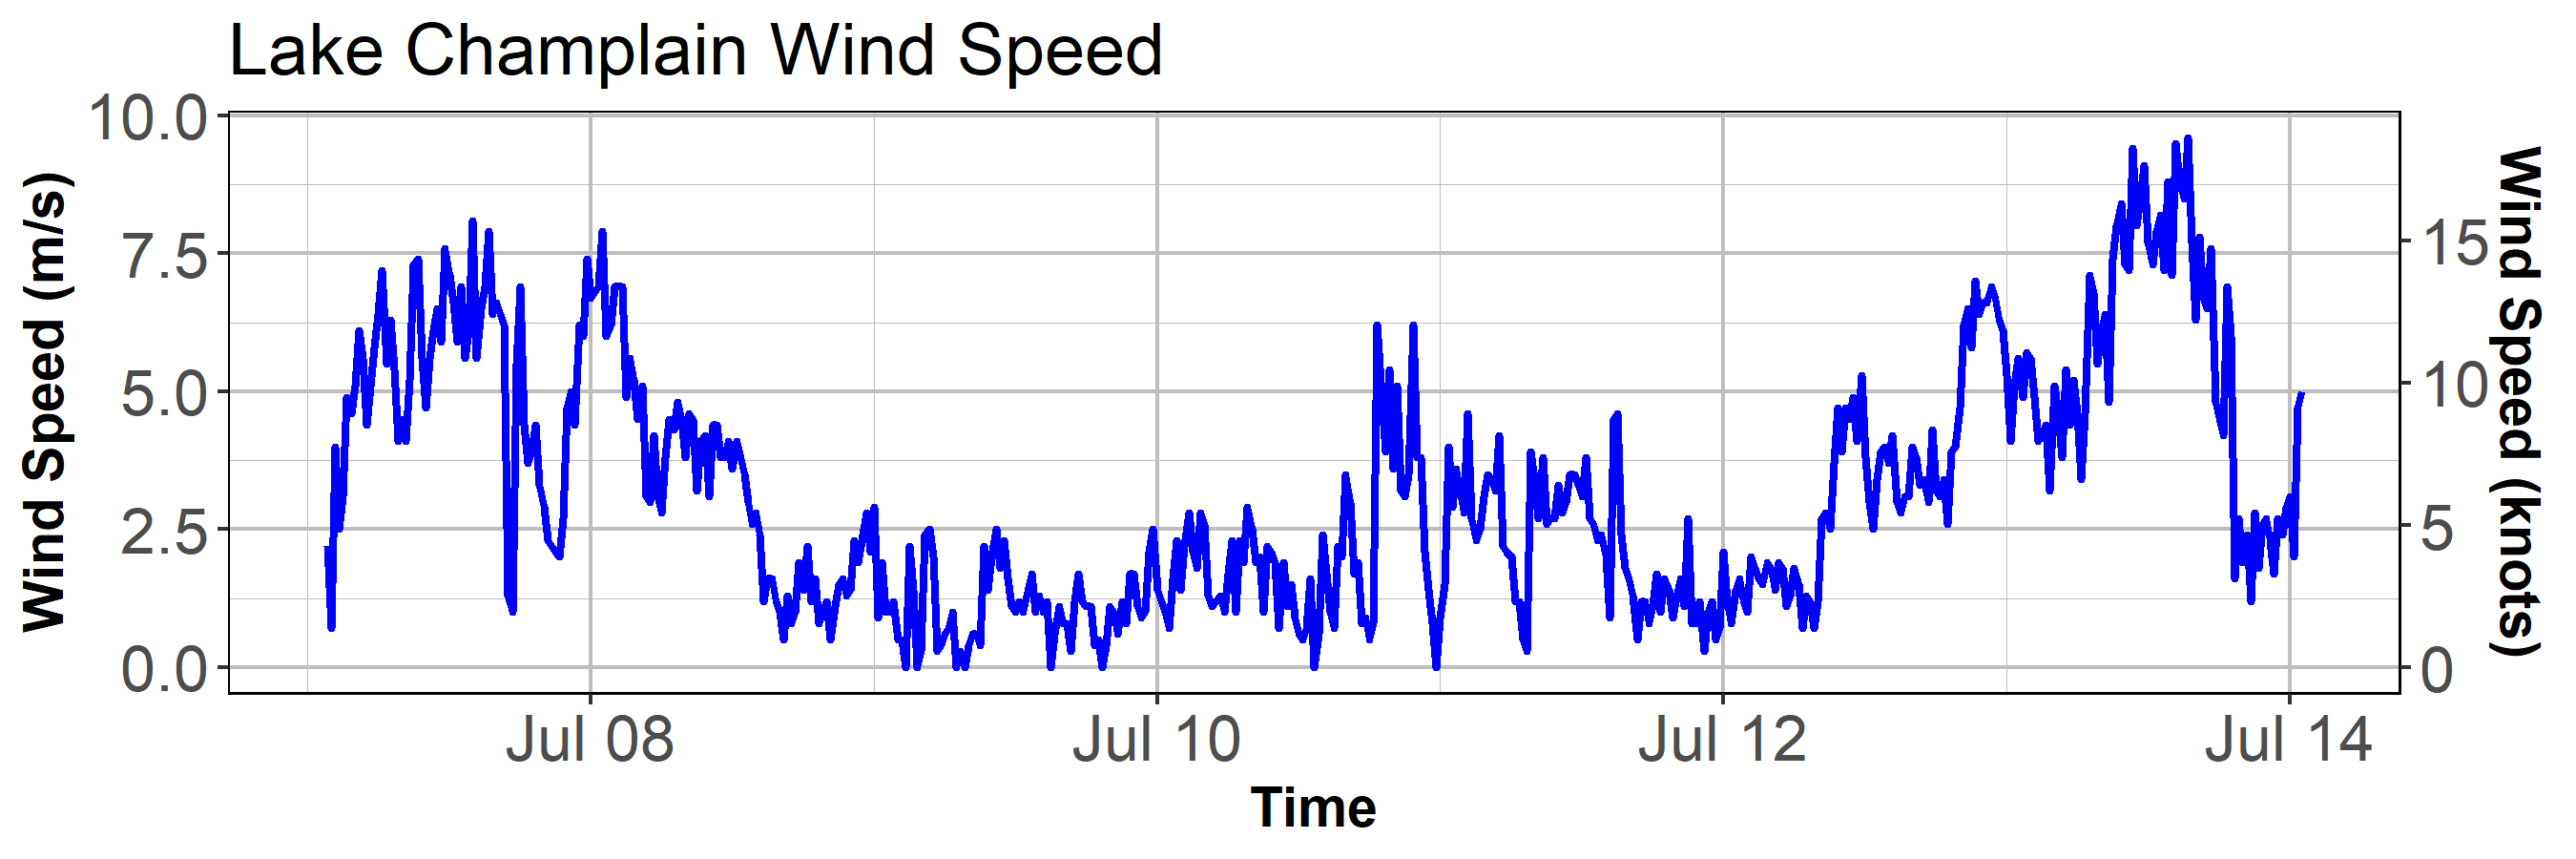 Lake Champlain Wind Speed
10.0
7.5
5.0
2.5
0.0
Wind Speed (m/s)
15
10
5
0
Wind Speed (knots)
Jul 08 Jul 10 Jul 12 Jul 14
Time